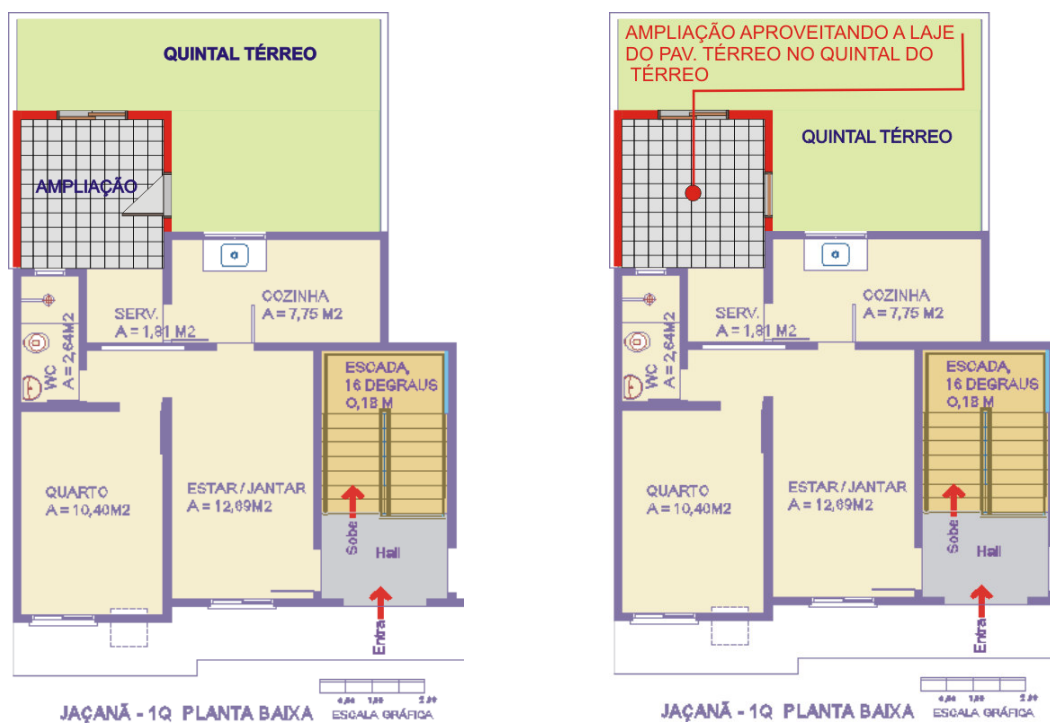 QUINTAL TÉRREO
AMPLIAÇÃO
COZINHA
A = 7,75 M2
SERV.
A = 1,81 M2
WC
A = 2,64M2
ESCADA,
16 DEGRAUS
0,18 M
QUARTO
A = 10,40M2
ESTAR/JANTAR
A = 12,69M2
Sobe
Hall
Entra
JAÇANÃ - 1Q PLANTA BAIXA
ESCALA GRÁFICA
AMPLIAÇÃO APROVEITANDO A LAJE
DO PAV. TÉRREO NO QUINTAL DO
TÉRREO
QUINTAL TÉRREO
COZINHA
A = 7,75 M2
SERV.
A = 1,81 M2
WC
A = 2,64M2
ESCADA,
16 DEGRAUS
0,18 M
QUARTO
A = 10,40M2
ESTAR/JANTAR
A = 12,69M2
Sobe
Hall
Entra
JAÇANÃ - 1Q PLANTA BAIXA
ESCALA GRÁFICA